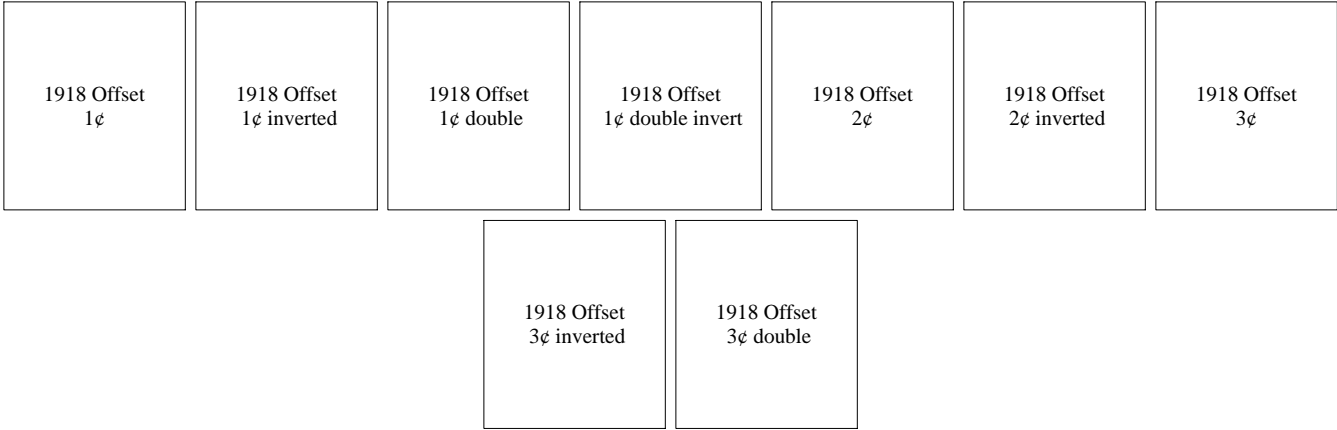 1918 Offset
1¢
1918 Offset
1¢ inverted
1918 Offset
1¢ double
1918 Offset
1¢ double invert
1918 Offset
2¢
1918 Offset
2¢ inverted
1918 Offset
3¢
1918 Offset
3¢ inverted
1918 Offset
3¢ double